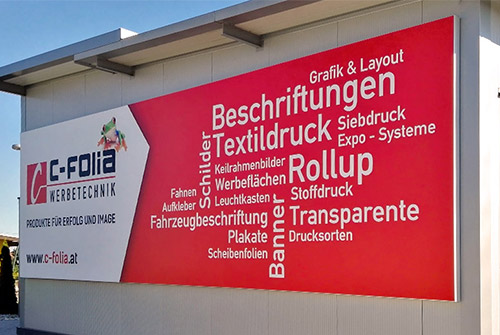 C-FOLIA
WERBETECHNIK
PRODUKTE FÜR ERFOLG UND IMAGE
www.c-folia.at
Grafik & Layout
Beschriftungen
Schilder
Textildruck
Siebdruck
Expo - Systeme
Keilrahmenbilder
Rollup
Fahnen
Werbeflächen
Aufkleber
Leuchtkasten
Stoffdruck
Fahrzeugbeschriftung
Banner
Transparente
Plakate
Drucksorten
Scheibenfolien